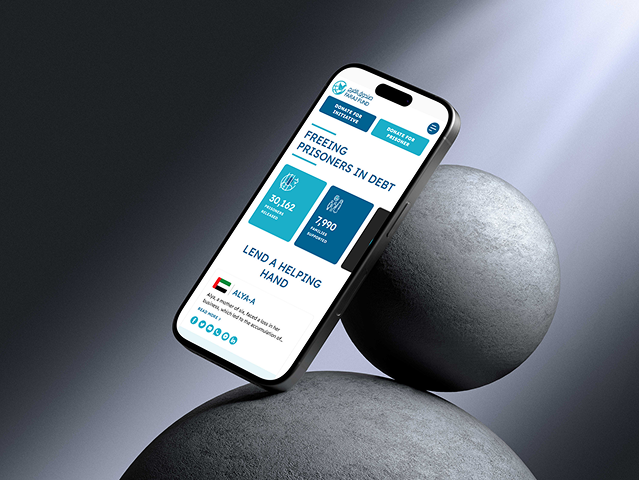 صندوق الفرج
FARAJ FUND
DONATE FOR
INITIATIVE
DONATE FOR
PRISONER
FREEING
PRISONERS IN DEBT
30,162
PRISONERS
RELEASED
7,990
FAMILIES
SUPPORTED
LEND A HELPING
HAND
ALYA-A
Alya, a mother of six, faced a loss in her
business, which led to the accumulation of..
READ MORE